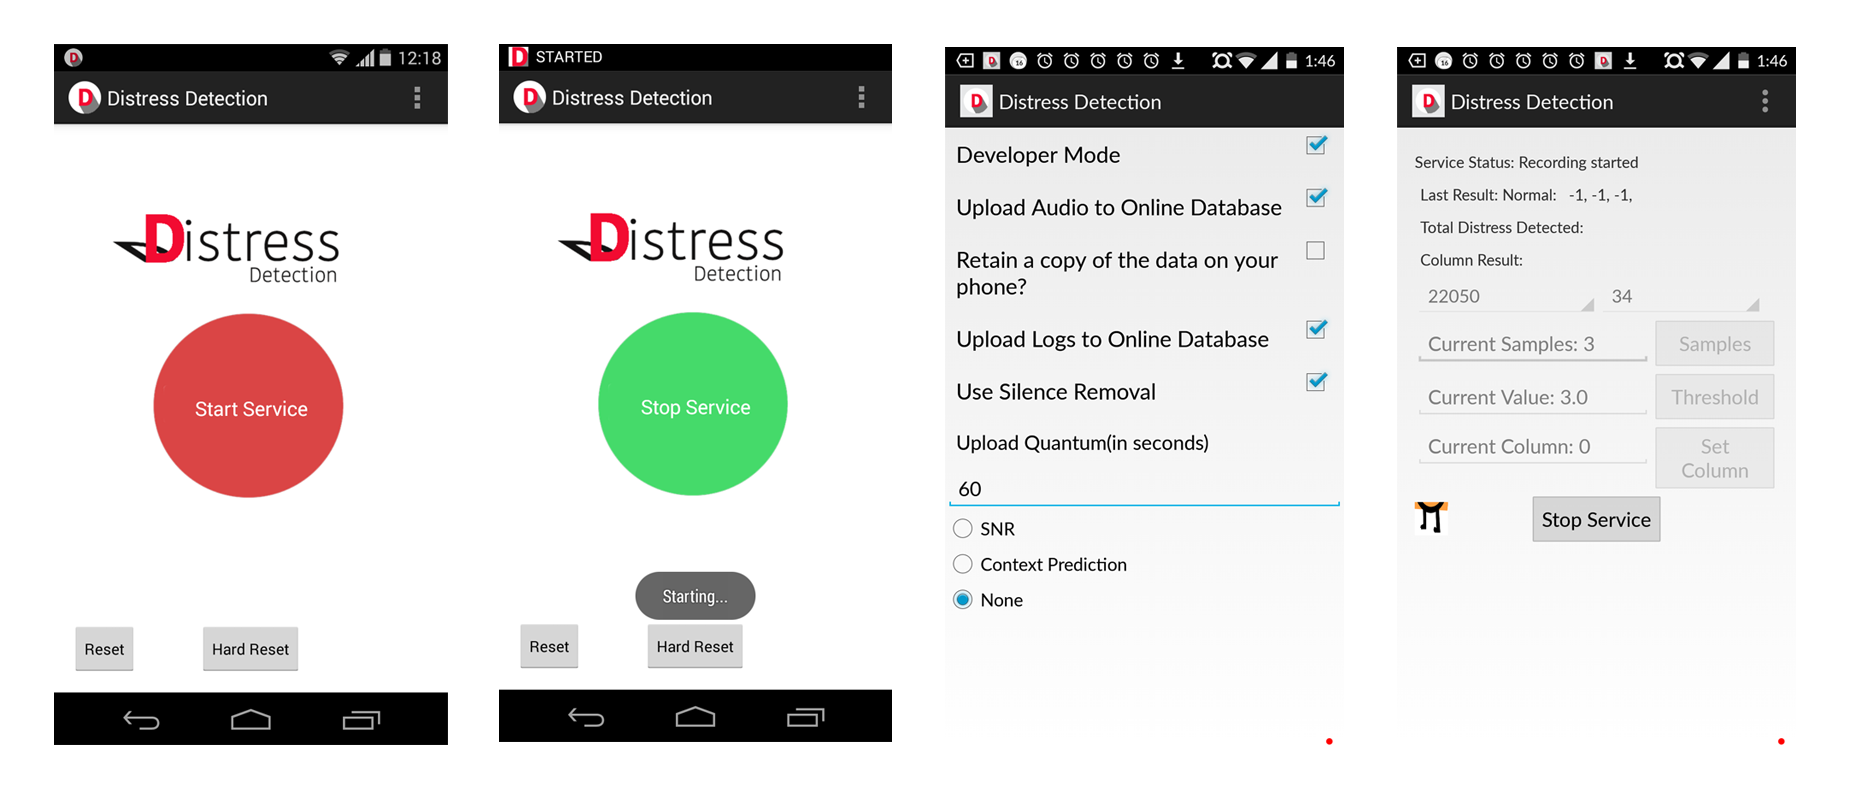 12:18
Distress Detection
Distress
Detection
Start Service
Reset
Hard Reset
STARTED
Distress Detection
Distress
Detection
Stop Service
Starting...
Reset
Hard Reset
16
1:46
Distress Detection
Developer Mode
Upload Audio to Online Database
Retain a copy of the data on your
phone?
Upload Logs to Online Database
Use Silence Removal
Upload Quantum(in seconds)
60
SNR
Context Prediction
None
16
1:46
Distress Detection
Service Status: Recording started
Last Result: Normal: -1, -1, -1,
Total Distress Detected:
Column Result:
22050 34
Current Samples: 3 Samples
Current Value: 3.0 Threshold
Current Column: 0 Set
Column
Stop Service